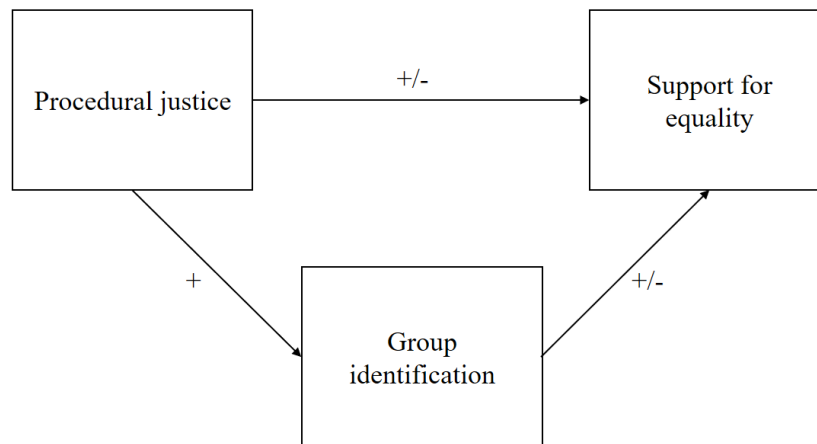 Procedural justice
+/-
Support for
equality
+
+/-
Group
identification